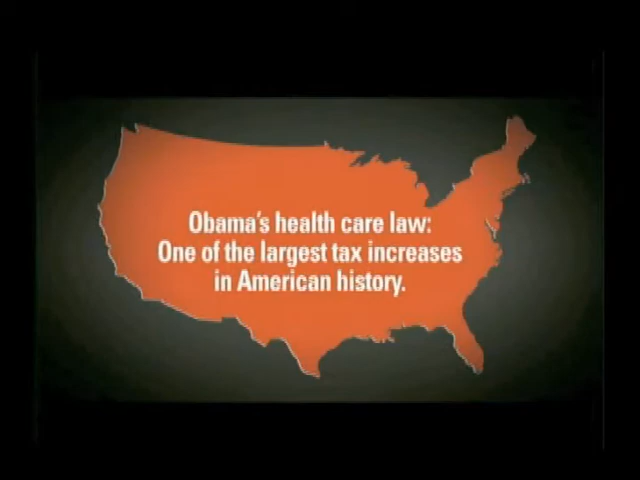 Obama's health care law:
One of the largest tax increases
in American history.